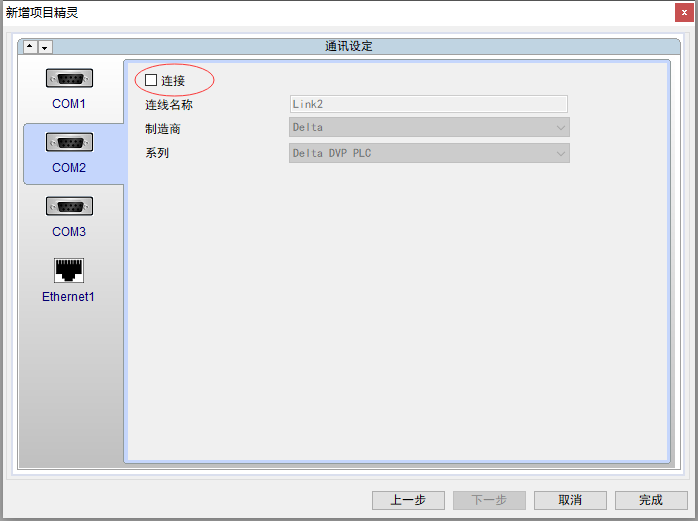 新增项目精灵
x
通讯设定
COM1
COM2
COM3
Ethernet1
连接
连线名称 Link2
制造商 Delta
系列 Delta DVP PLC
上一步 下一步 取消 完成